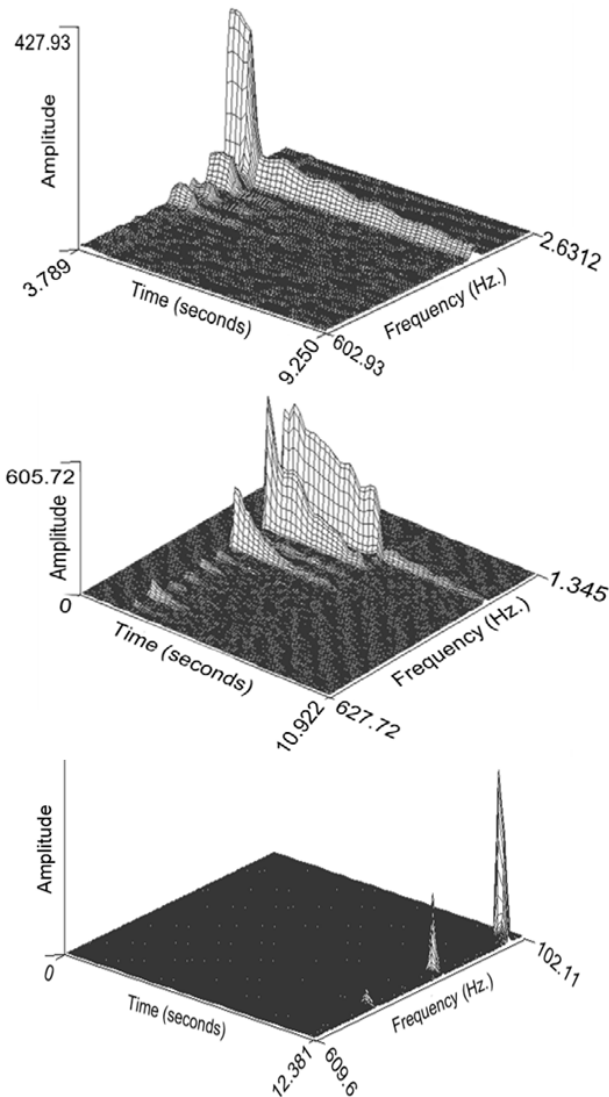 427.93
Amplitude
3.789
Time (seconds)
9.250
602.93
Frequency (Hz.)
2.6312
605.72
Amplitude
0
Time (seconds)
10.922
627.72
Frequency (Hz.)
1.345
Amplitude
0
Time (seconds)
12.381
609.6
Frequency (Hz.)
102.11